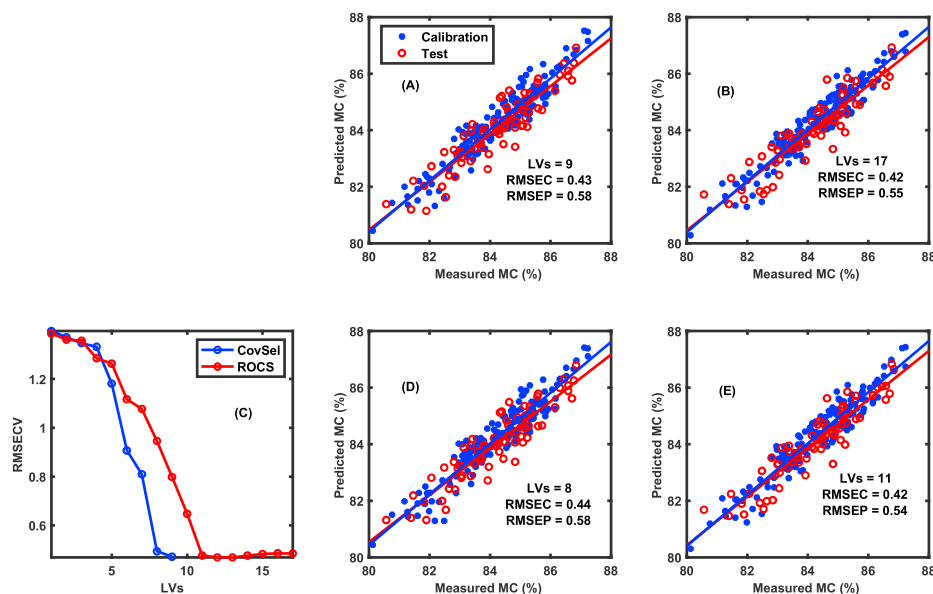 88
86
84
82
80
Predicted MC (%)
Calibration
Test
(A)
LVs = 9
RMSEC = 0.43
RMSEP = 0.58
80 82 84 86 88
Measured MC (%)
88
86
84
82
80
Predicted MC (%)
(B)
LVs = 17
RMSEC = 0.42
RMSEP = 0.55
80 82 84 86 88
Measured MC (%)
1.2
1
0.8
0.6
RMSECV
CovSel
ROCS
(C)
5 10 15
LVs
88
86
84
82
80
Predicted MC (%)
(D)
LVs = 8
RMSEC = 0.44
RMSEP = 0.58
80 82 84 86 88
Measured MC (%)
88
86
84
82
80
Predicted MC (%)
(E)
LVs = 11
RMSEC = 0.42
RMSEP = 0.54
80 82 84 86 88
Measured MC (%)